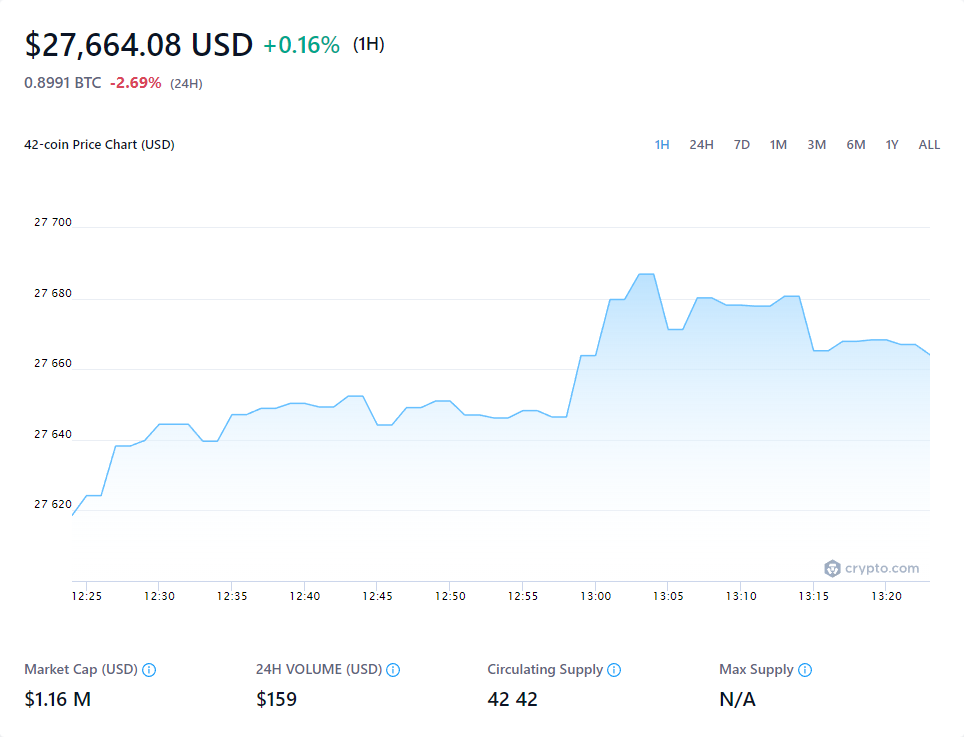 $27,664.08 USD +0.16% (1H)
0.8991 BTC -2.69% (24H)
42-coin Price Chart (USD) 1H 24H 7D 1M 3M 6M 1Y ALL
27 700
27 680
27 660
27 640
27 620
crypto.com
12:25 12:30 12:35 12:40 12:45 12:50 12:55 13:00 13:05 13:10 13:15 13:20
Market Cap (USD) 24H VOLUME (USD) Circulating Supply Max Supply
$1.16 M $159 42 42 N/A